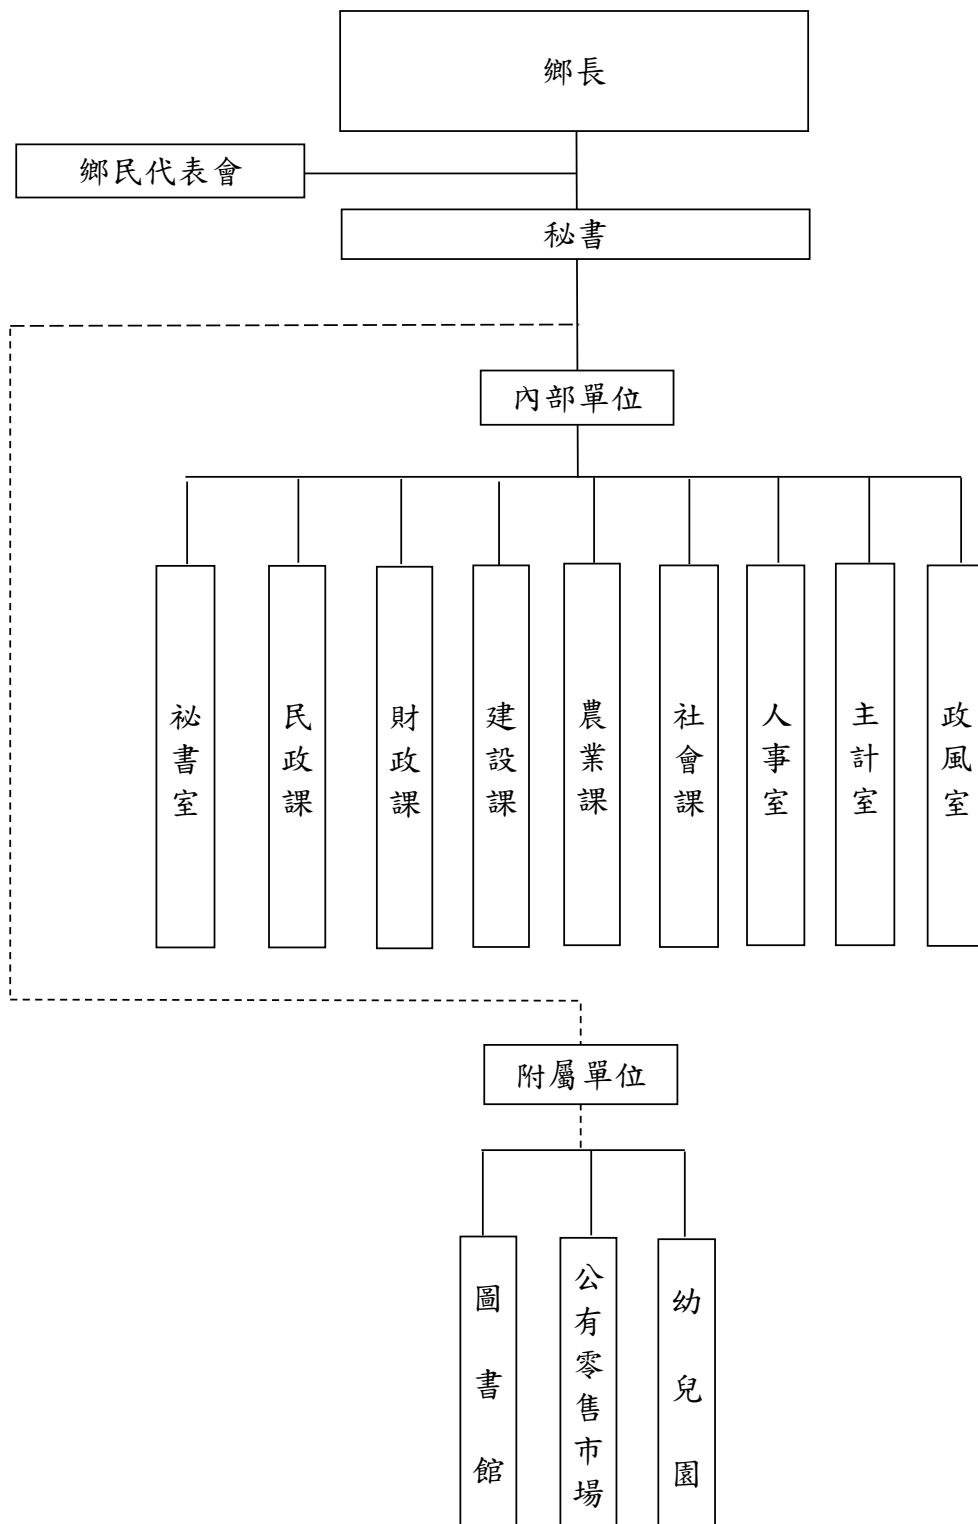 鄉長
鄉民代表會
秘書
內部單位
祕書室
民政課
財政課
建設課
農業課
社會課
人事室
主計室
政風室
附屬單位
圖書館
公有零售市場
幼兒園